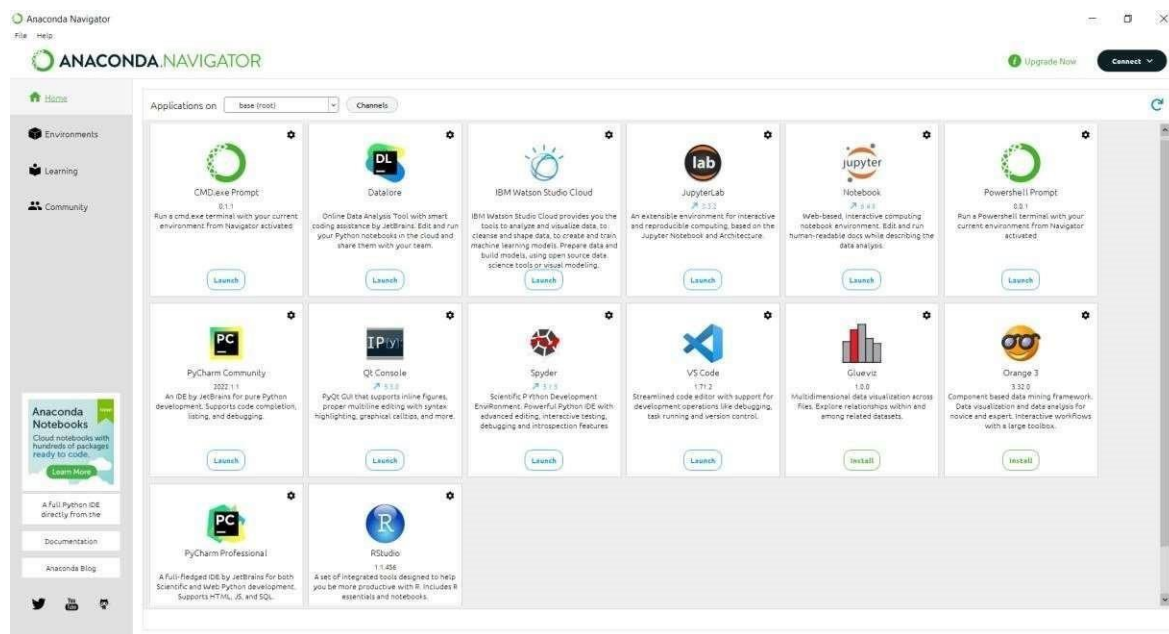 Anaconda Navigator
File Help
ANACONDA.NAVIGATOR
Upgrade Now
Connect
Home
Environments
Learning
Community
Applications on
base (root)
Channels
CMD.exe Prompt
0.1.1
Run a cmd.exe terminal with your current
environment from Navigator activated
Launch
DL
Datalore
Online Data Analysis Tool with smart
coding assistance by JetBrains. Edit and run
your Python notebooks in the cloud and
share them with your team.
Launch
IBM Watson Studio Cloud
IBM Watson Studio Cloud provides you the
tools to analyze and visualize data, to
cleanse and shape data, to create and train
machine learning models. Prepare data and
build models, using open source data
science tools or visual modeling.
Launch
lab
JupyterLab
3.3.2
An extensible environment for interactive
and reproducible computing, based on the
Jupyter Notebook and Architecture.
Launch
jupyter
Notebook
Web-based, interactive computing
notebook environment. Edit and run
human-readable docs while describing the
data analysis.
Launch
Powershell Prompt
0.0.1
Run a Powershell terminal with your
current environment from Navigator
activated
Launch
PC
PyCharm Community
2022.1.1
An IDE by JetBrains for pure Python
development. Supports code completion,
listing, and debugging.
Launch
IP[y]:
Qt Console
PyQt GUI that supports inline figures,
proper multiline editing with syntax
highlighting, graphical calltips, and more.
Launch
Spyder
Scientific PYthon Development
EnviRonment. Powerful Python IDE with
advanced editing, interactive testing,
debugging and introspection features
Launch
VS Code
1.71.2
Streamlined code editor with support for
development operations like debugging,
task running and version control.
Launch
Glueviz
1.0.0
Multidimensional data visualization across
files. Explore relationships within and
among related datasets.
Install
Orange 3
3.32.0
Component based data mining framework.
Data visualization and data analysis for
novice and expert. Interactive workflows
with a large toolbox.
Install
PC
PyCharm Professional
A full-fledged IDE by JetBrains for both
Scientific and Web Python development.
Supports HTML, JS, and SQL.
R
RStudio
1.1.456
A set of integrated tools designed to help
you be more productive with R. Includes R
essentials and notebooks.
Anaconda
Notebooks
Cloud notebooks with
hundreds of packages
ready to code.
Learn More
A Full Python IDE
directly from the
Documentation
Anaconda Blog
You
Tube